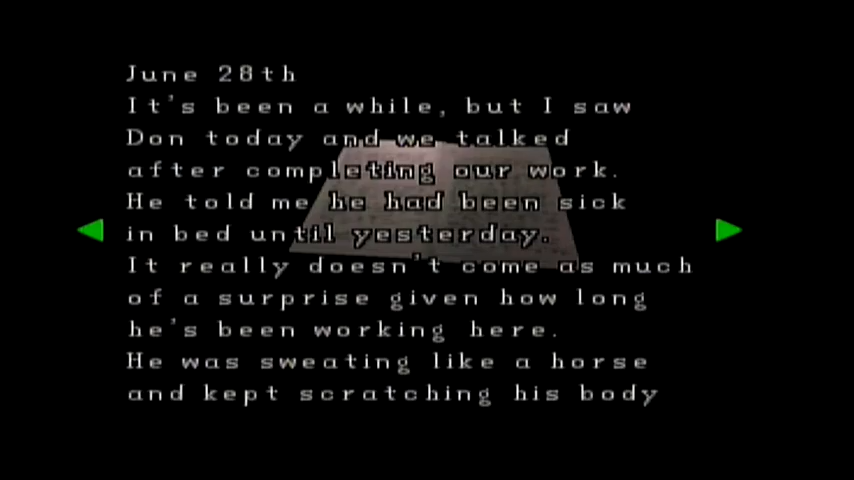 June 28th
It's been a while, but I saw
Don today and we talked
after completing our work.
He told me he had been sick
in bed until yesterday.
It really doesn't come as much
of a surprise given how long
he's been working here.
He was sweating like a horse
and kept scratching his body